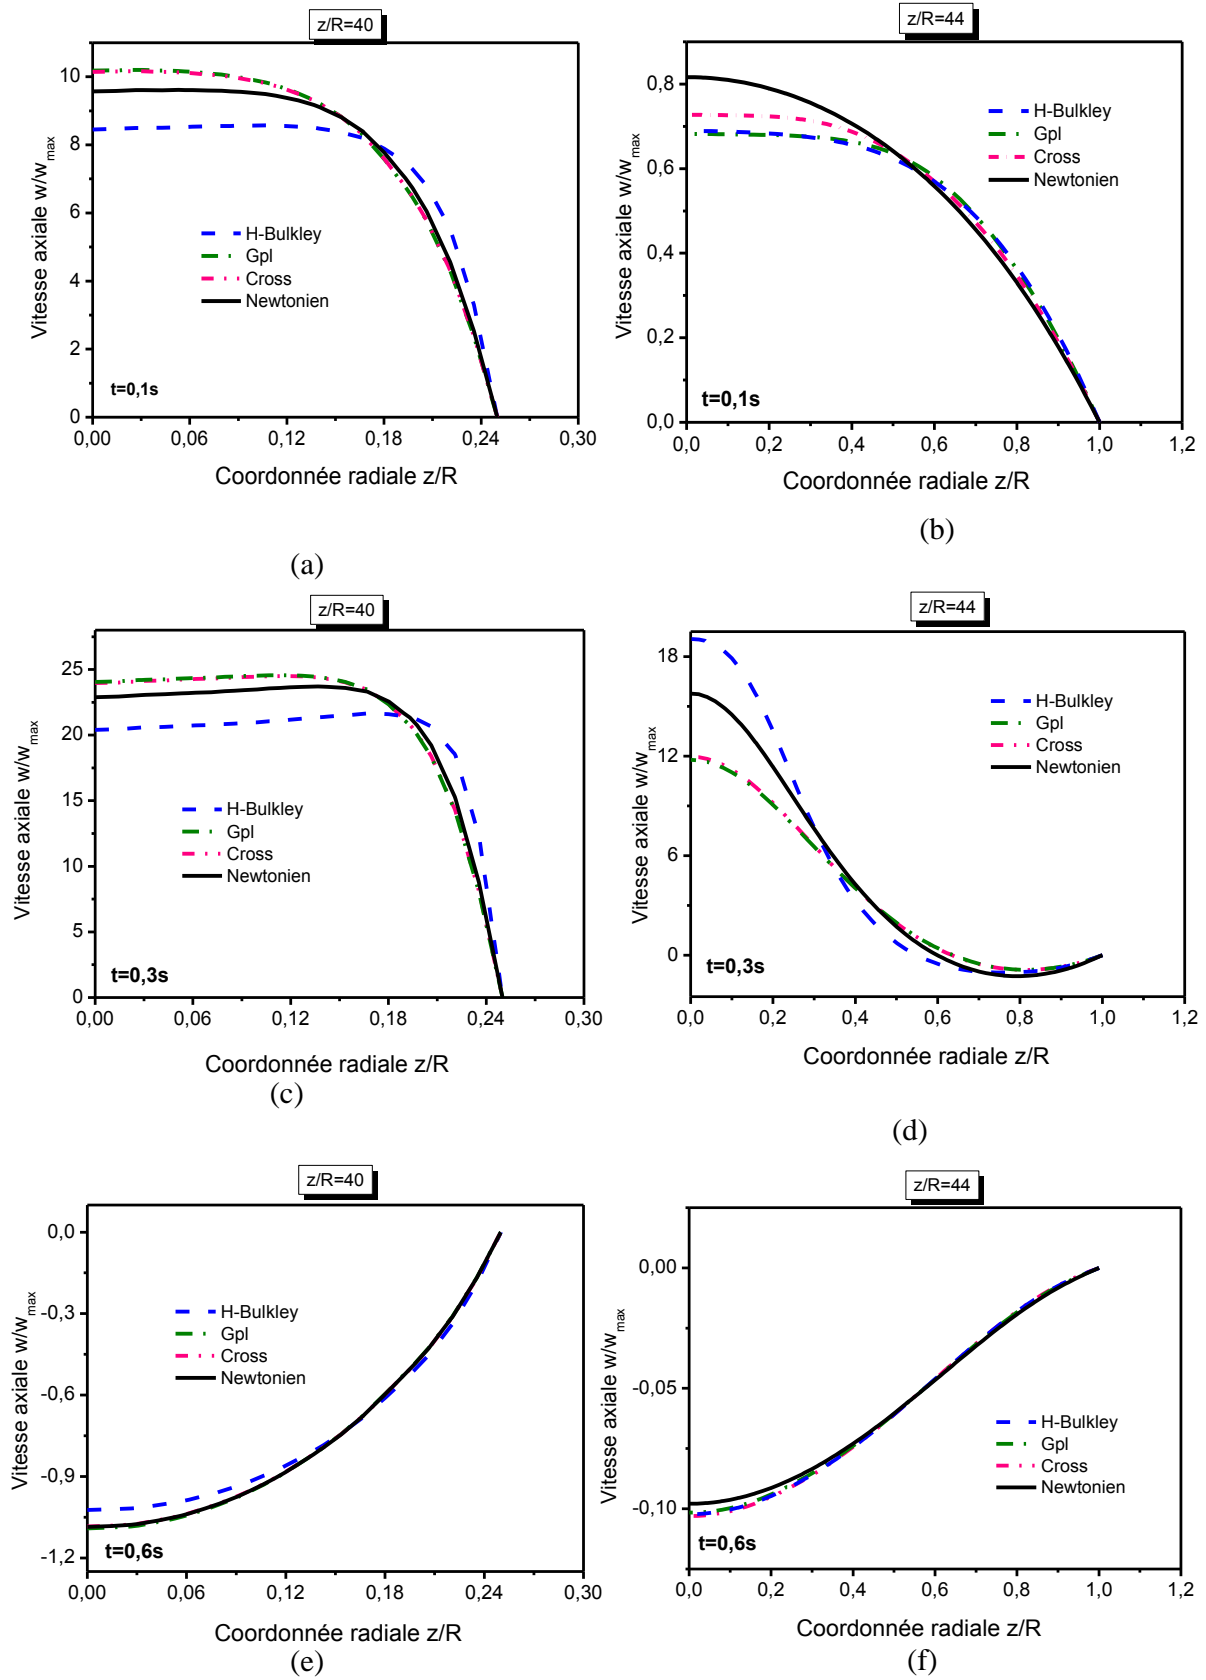 z/R=40
10
8
6
4
2
0
Vitesse axiale w/w_max
H-Bulkley
Gpl
Cross
Newtonien
t=0,1s
0,00 0,06 0,12 0,18 0,24 0,30
Coordonnée radiale z/R
(a)
z/R=44
0,8
0,6
0,4
0,2
0,0
Vitesse axiale w/w_max
H-Bulkley
Gpl
Cross
Newtonien
t=0,1s
0,0 0,2 0,4 0,6 0,8 1,0 1,2
Coordonnée radiale z/R
(b)
z/R=40
25
20
15
10
5
0
Vitesse axiale w/w_max
H-Bulkley
Gpl
Cross
Newtonien
t=0,3s
0,00 0,06 0,12 0,18 0,24 0,30
Coordonnée radiale z/R
(c)
z/R=44
18
12
6
0
Vitesse axiale w/w_max
H-Bulkley
Gpl
Cross
Newtonien
t=0,3s
0,0 0,2 0,4 0,6 0,8 1,0 1,2
Coordonnée radiale z/R
(d)
z/R=40
0,0
-0,3
-0,6
-0,9
-1,2
Vitesse axiale w/w_max
H-Bulkley
Gpl
Cross
Newtonien
t=0,6s
0,00 0,06 0,12 0,18 0,24 0,30
Coordonnée radiale z/R
(e)
z/R=44
0,00
-0,05
-0,10
Vitesse axiale w/w_max
H-Bulkley
Gpl
Cross
Newtonien
t=0,6s
0,0 0,2 0,4 0,6 0,8 1,0 1,2
Coordonnée radiale z/R
(f)